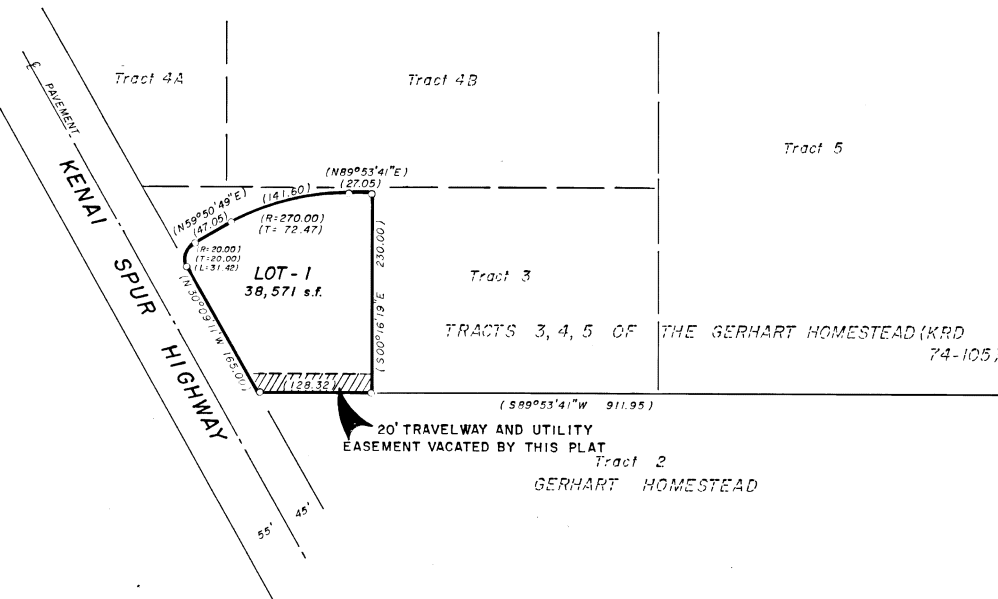 Tract 4A
Tract 4B
Tract 5
℄ PAVEMENT
KENAI SPUR HIGHWAY
(N89°53'41"E)
(27.05)
(N59°50'49"E)
(47.05)
(141.60)
(R=270.00)
(T= 72.47)
(R=20.00)
(T=20.00)
(L=31.42)
LOT - 1
38,571 s.f.
230.00)
(S00°16'19"E
(N30°09'11"W 165.00)
(128.32)
Tract 3
TRACTS 3, 4, 5 OF THE GERHART HOMESTEAD (KRD
74-105)
(S89°53'41"W 911.95)
20' TRAVELWAY AND UTILITY
EASEMENT VACATED BY THIS PLAT
Tract 2
GERHART HOMESTEAD
55'
45'